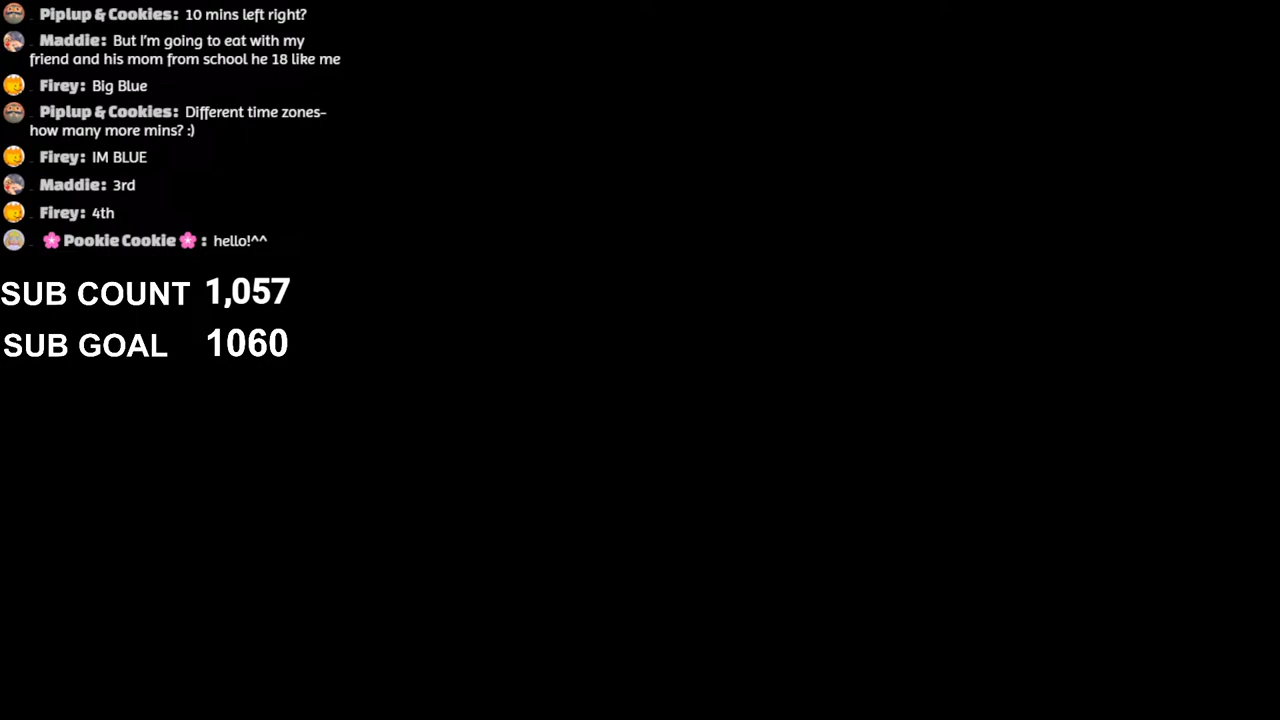 Piplup & Cookies: 10 mins left right?
Maddie: But I'm going to eat with my
friend and his mom from school he 18 like me
Firey: Big Blue
Piplup & Cookies: Different time zones-
how many more mins? :)
Firey: IM BLUE
Maddie: 3rd
Firey: 4th
🌸 Pookie Cookie 🌸 : hello!^^
SUB COUNT 1,057
SUB GOAL 1060